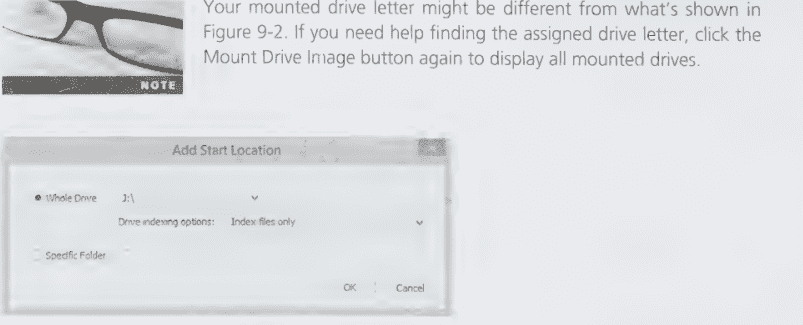 Your mounted drive letter might be different from what's shown in
Figure 9-2. If you need help finding the assigned drive letter, click the
Mount Drive Image button again to display all mounted drives.
NOTE
Add Start Location
Whole Drive J:\
Drive indexing options: Index files only
Specific Folder
OK Cancel